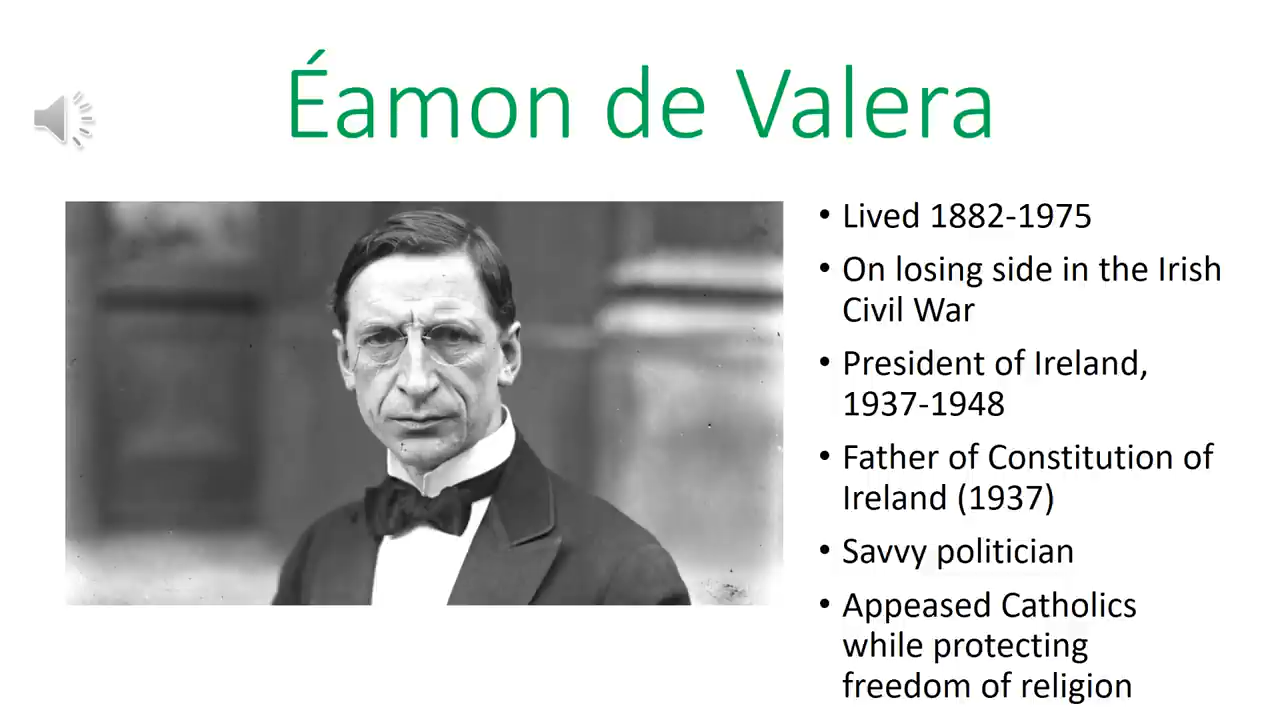 Éamon de Valera
• Lived 1882-1975
• On losing side in the Irish
Civil War
• President of Ireland,
1937-1948
• Father of Constitution of
Ireland (1937)
• Savvy politician
• Appeased Catholics
while protecting
freedom of religion